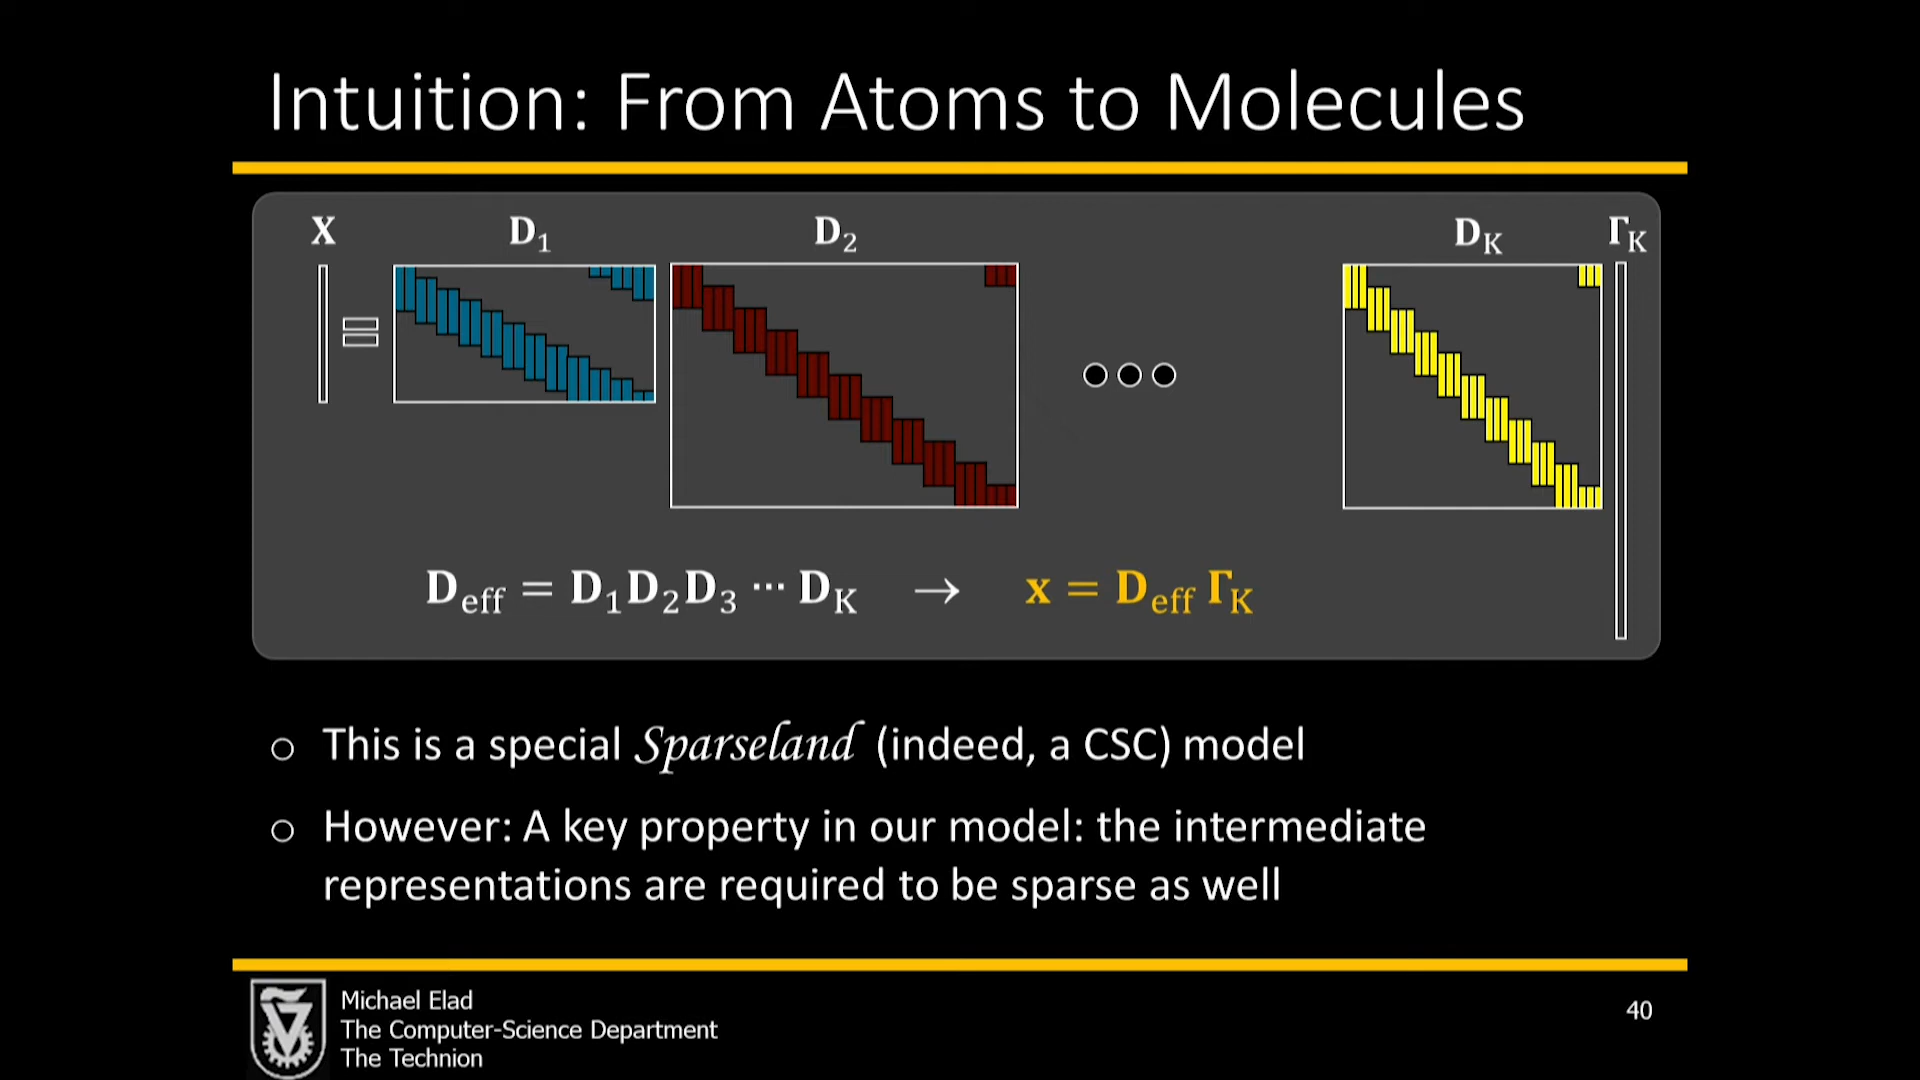 Intuition: From Atoms to Molecules
X D₁ D₂ D_K Γ_K
D_eff = D₁D₂D₃ ⋯ D_K → x = D_eff Γ_K
○ This is a special Sparseland (indeed, a CSC) model
○ However: A key property in our model: the intermediate
representations are required to be sparse as well
Michael Elad
The Computer-Science Department
The Technion
40